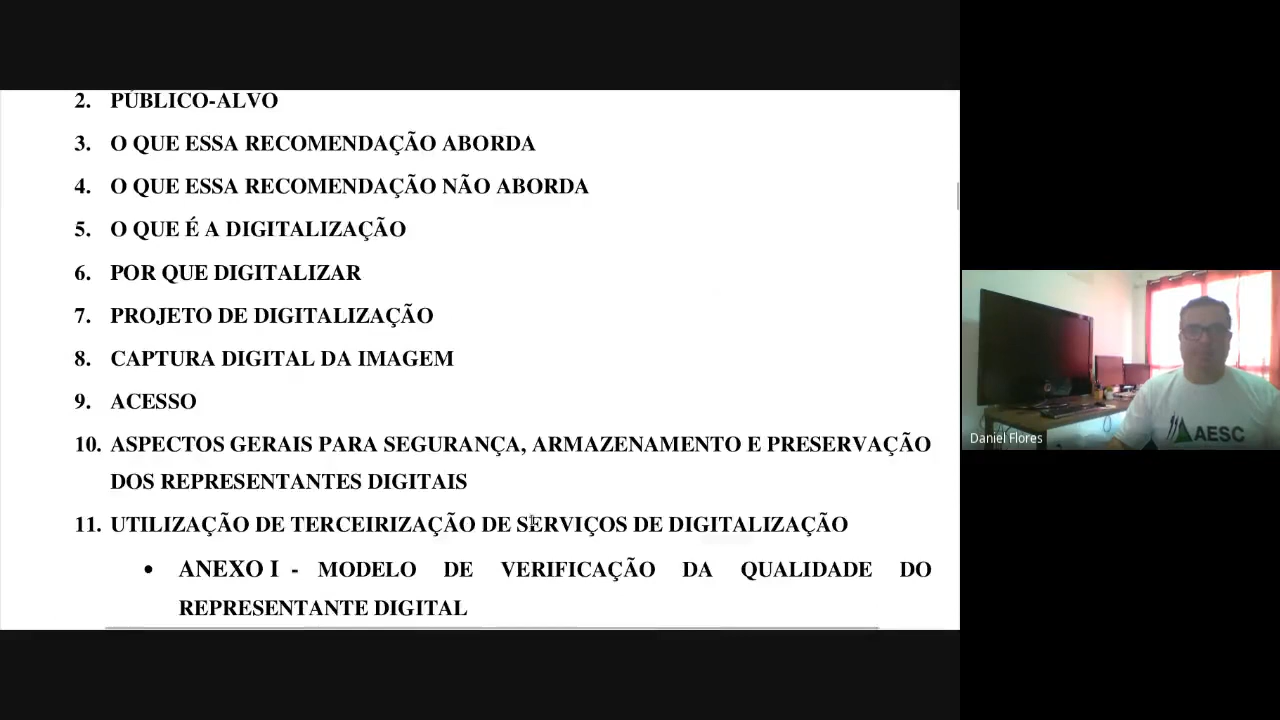 2. PÚBLICO-ALVO
3. O QUE ESSA RECOMENDAÇÃO ABORDA
4. O QUE ESSA RECOMENDAÇÃO NÃO ABORDA
5. O QUE É A DIGITALIZAÇÃO
6. POR QUE DIGITALIZAR
7. PROJETO DE DIGITALIZAÇÃO
8. CAPTURA DIGITAL DA IMAGEM
9. ACESSO
10. ASPECTOS GERAIS PARA SEGURANÇA, ARMAZENAMENTO E PRESERVAÇÃO
DOS REPRESENTANTES DIGITAIS
11. UTILIZAÇÃO DE TERCEIRIZAÇÃO DE SERVIÇOS DE DIGITALIZAÇÃO
• ANEXO I - MODELO DE VERIFICAÇÃO DA QUALIDADE DO
REPRESENTANTE DIGITAL
Daniel Flores
AESC